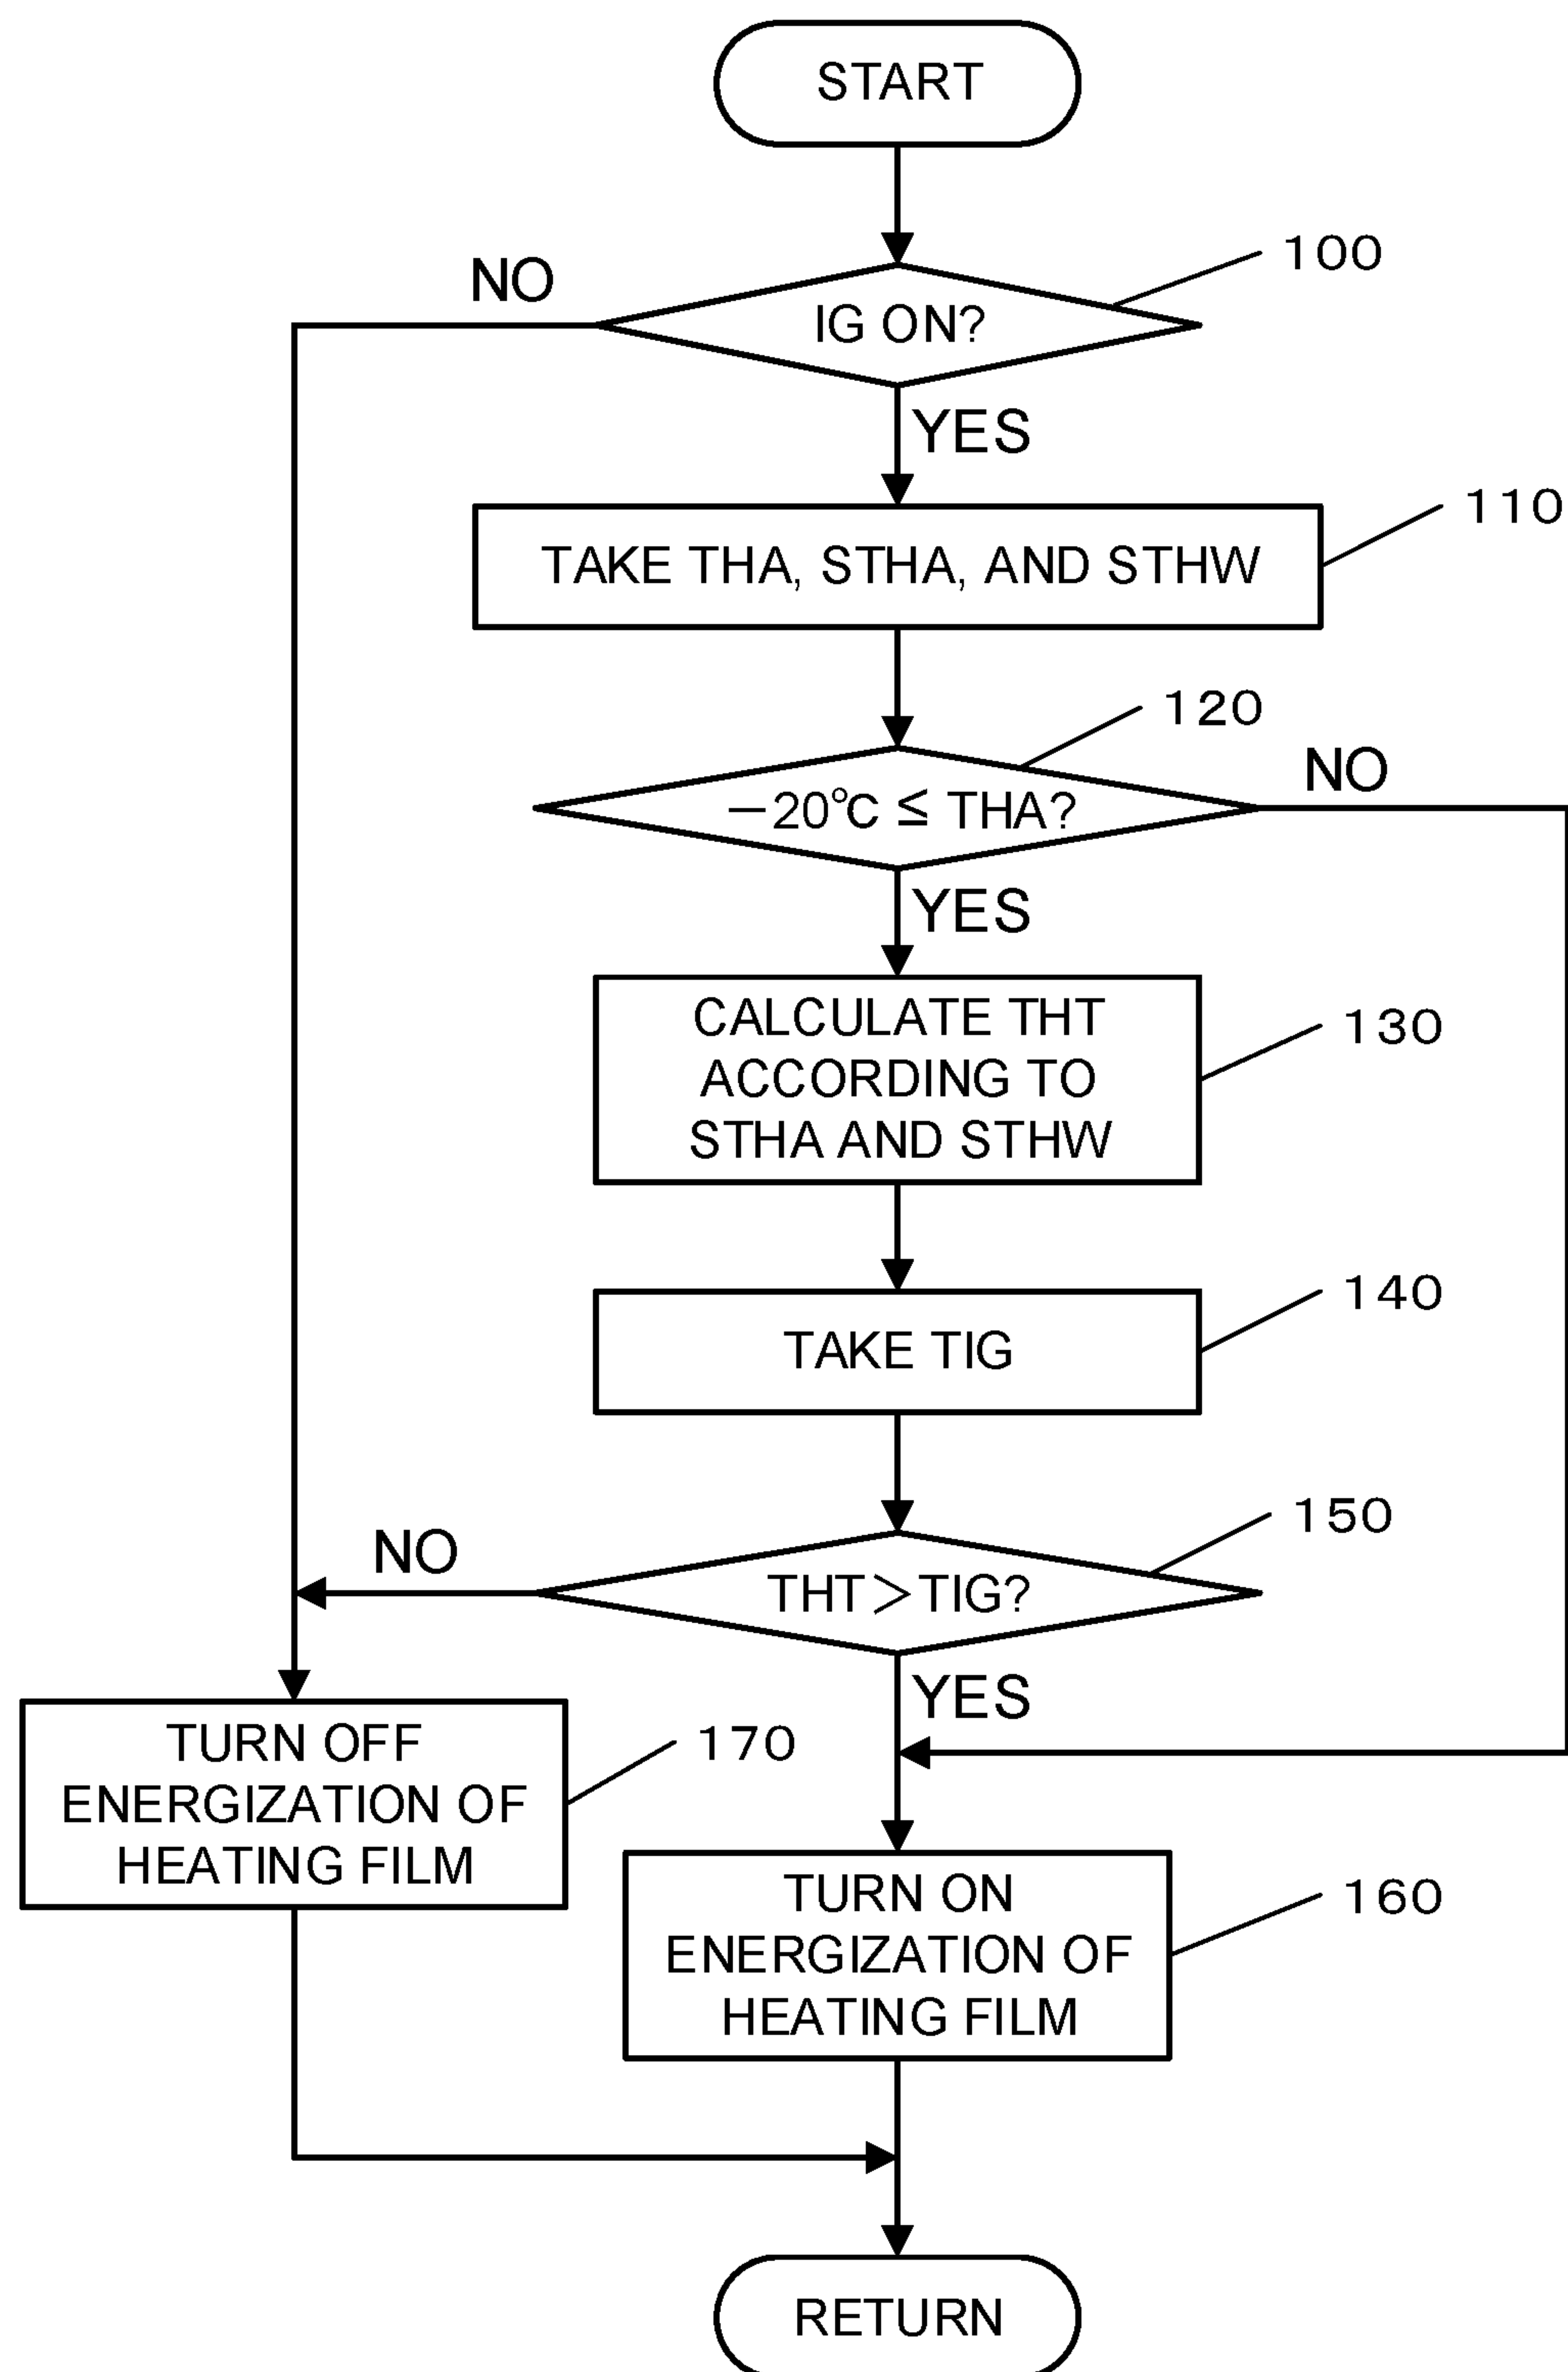 START
100
NO
IG ON?
YES
110
TAKE THA, STHA, AND STHW
120
NO
−20℃ ≤ THA?
YES
CALCULATE THT
130
ACCORDING TO
STHA AND STHW
140
TAKE TIG
150
NO
THT>TIG?
YES
TURN OFF
170
ENERGIZATION OF
HEATING FILM
TURN ON
160
ENERGIZATION OF
HEATING FILM
RETURN